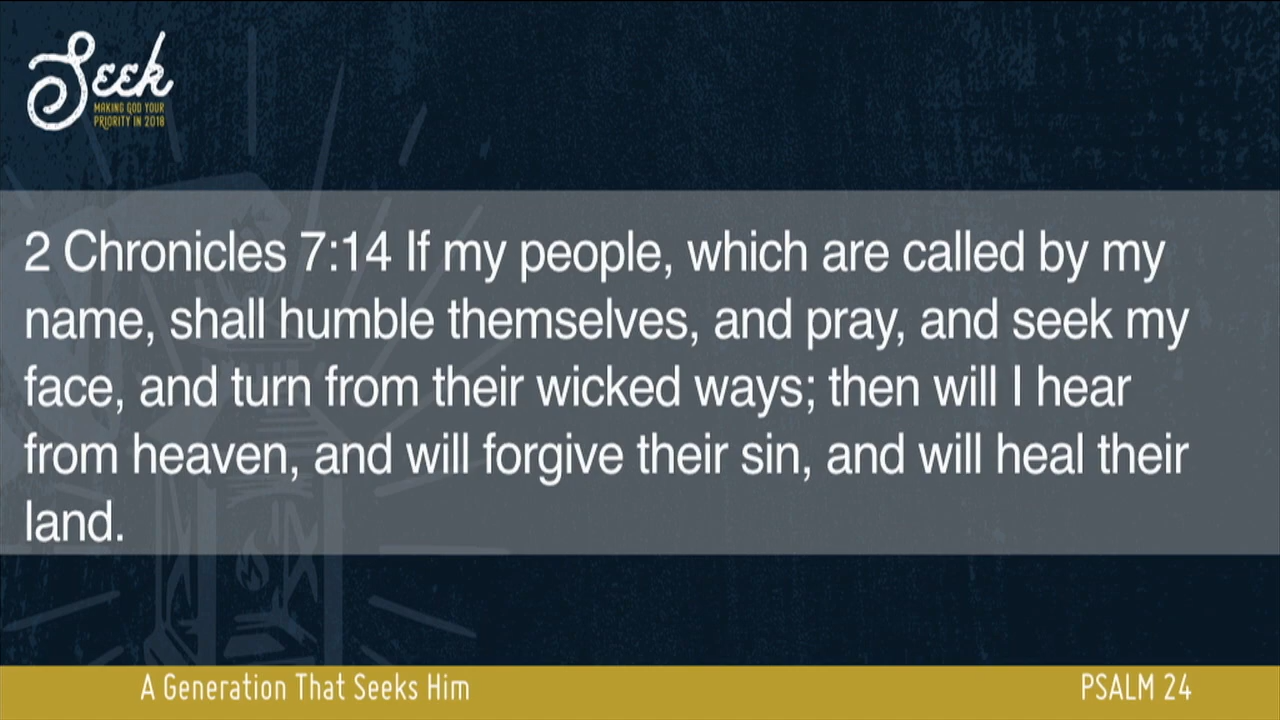 Seek
MAKING GOD YOUR
PRIORITY IN 2018
2 Chronicles 7:14 If my people, which are called by my
name, shall humble themselves, and pray, and seek my
face, and turn from their wicked ways; then will I hear
from heaven, and will forgive their sin, and will heal their
land.
A Generation That Seeks Him
PSALM 24